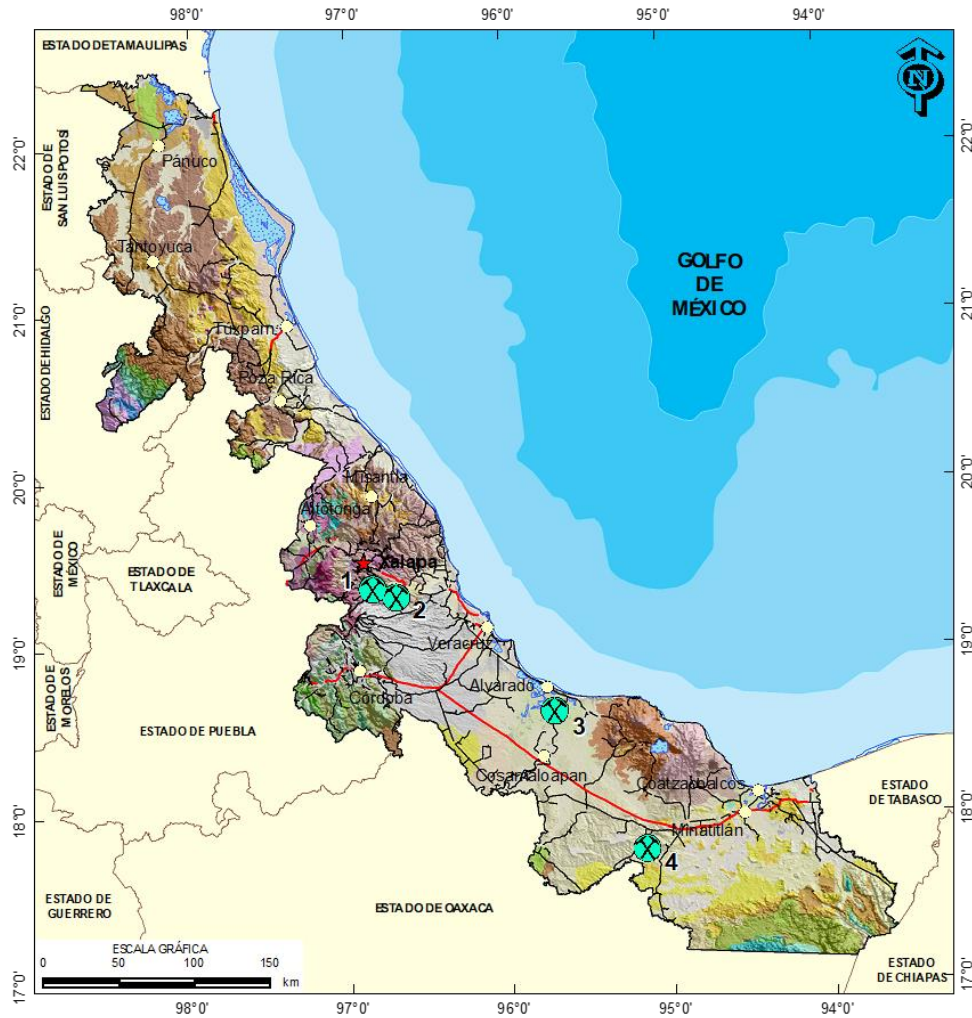 98°0'
97°0'
96°0'
95°0'
94°0'
ESTADO DE TAMAULIPAS
N
22°0'
22°0'
ESTADO DE
SAN LUIS POTOSÍ
Pánuco
Tantoyuca
GOLFO
DE
MÉXICO
21°0'
21°0'
Túxpam
ESTADO DE HIDALGO
Poza Rica
20°0'
20°0'
Misantla
Altotonga
ESTADO DE
MÉXICO
ESTADO DE
TLAXCALA
Xalapa
1
2
19°0'
19°0'
Veracruz
ESTADO DE
MORELOS
Alvarado
Córdoba
3
ESTADO DE PUEBLA
Cosamaloapan
Coatzacoalcos
ESTADO
DE TABASCO
18°0'
18°0'
Minatitlán
4
ESTADO DE
GUERRERO
ESTADO DE OAXACA
ESCALA GRÁFICA
0
50
100
150
km
ESTADO
DE CHIAPAS
17°0'
17°0'
98°0'
97°0'
96°0'
95°0'
94°0'